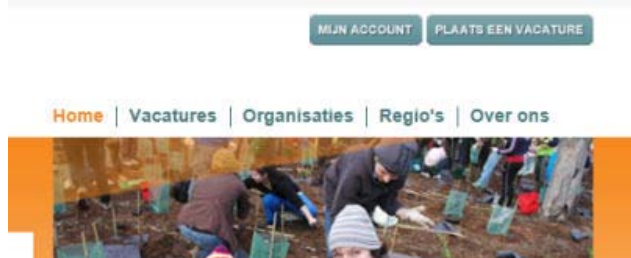 MIJN ACCOUNT PLAATS EEN VACATURE
Home | Vacatures | Organisaties | Regio's | Over ons